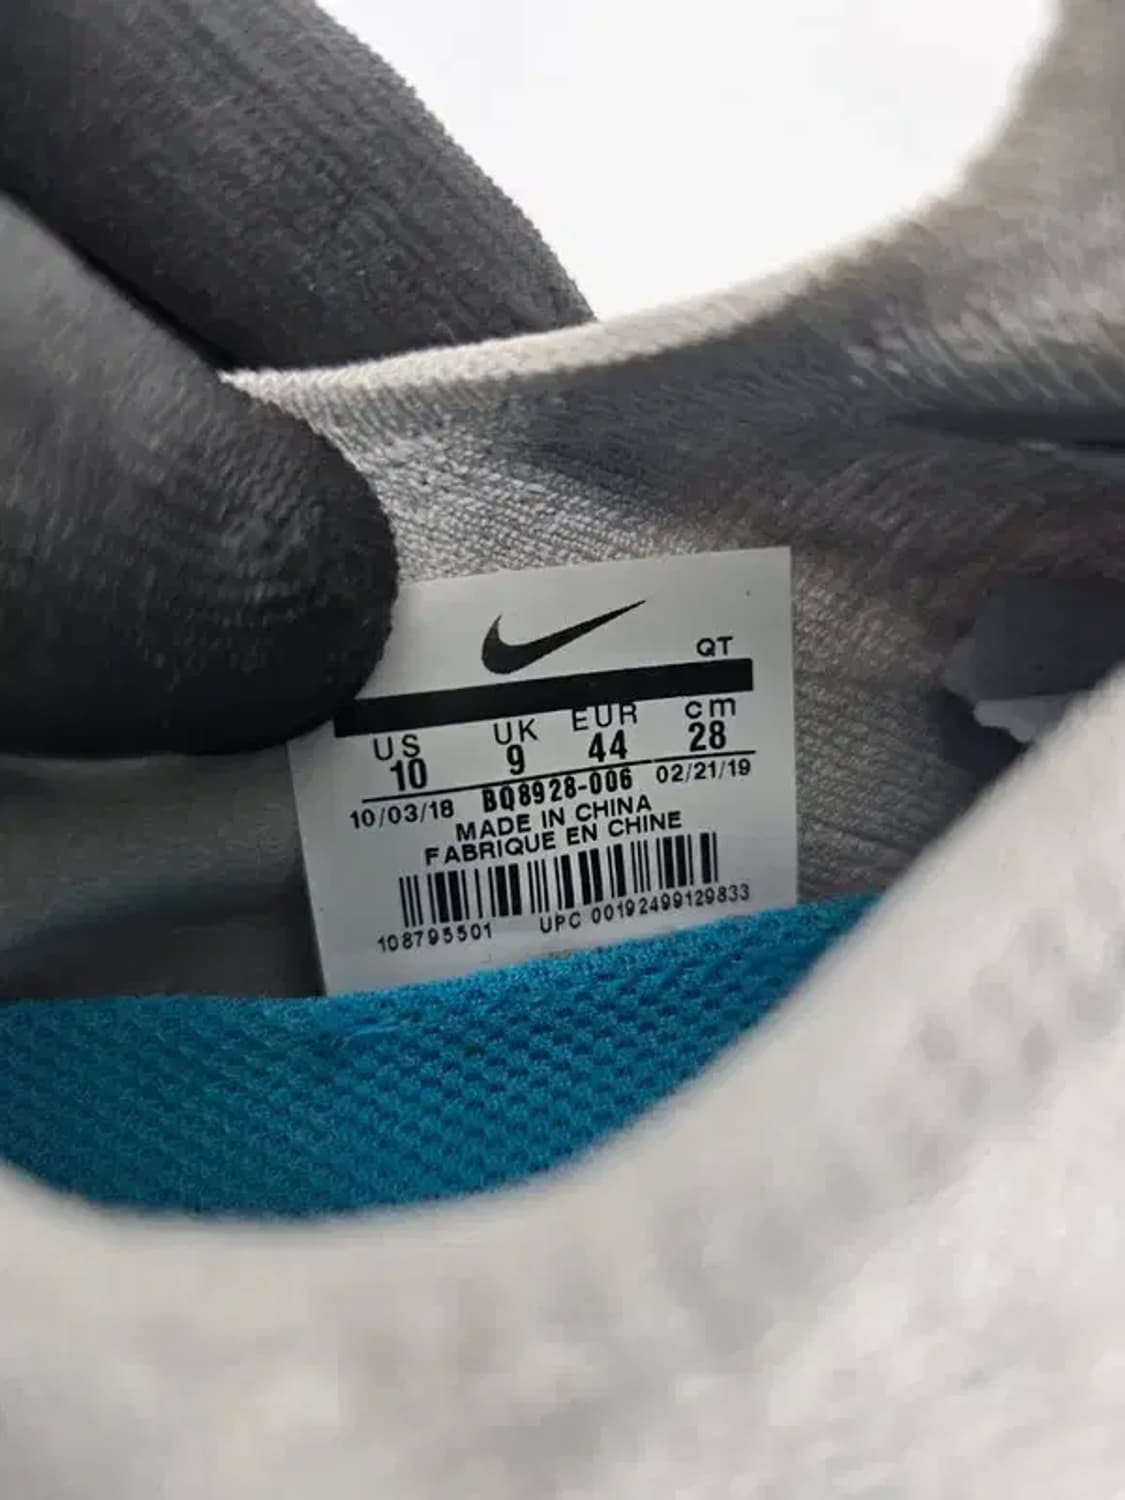 QT
US UK EUR cm
10 9 44 28
10/03/18 BQ8928-006 02/21/19
MADE IN CHINA
FABRIQUE EN CHINE
108795501 UPC 00192499129833